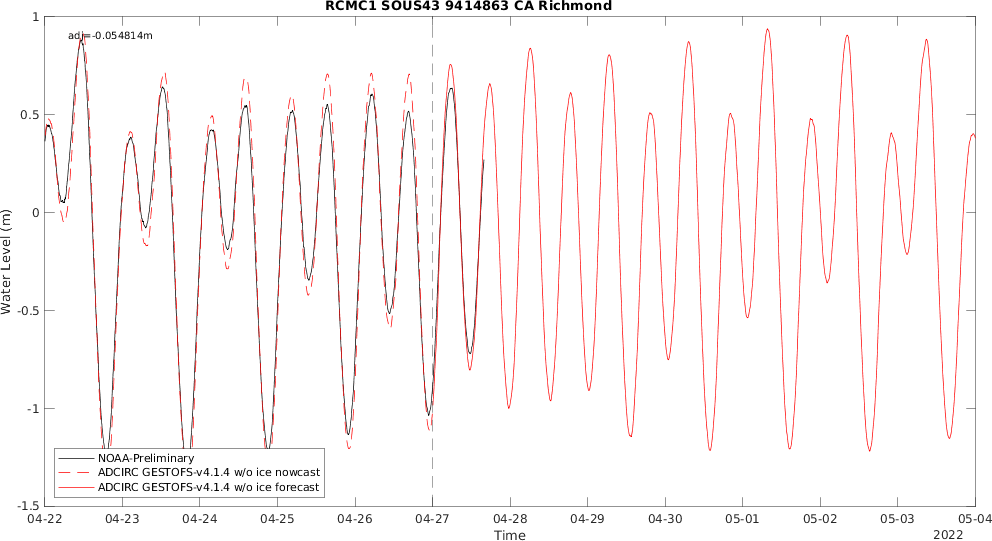 RCMC1 SOUS43 9414863 CA Richmond
adj=-0.054814m
1
0.5
0
-0.5
-1
-1.5
Water Level (m)
NOAA-Preliminary
ADCIRC GESTOFS-v4.1.4 w/o ice nowcast
ADCIRC GESTOFS-v4.1.4 w/o ice forecast
04-22 04-23 04-24 04-25 04-26 04-27 04-28 04-29 04-30 05-01 05-02 05-03 05-04
Time
2022